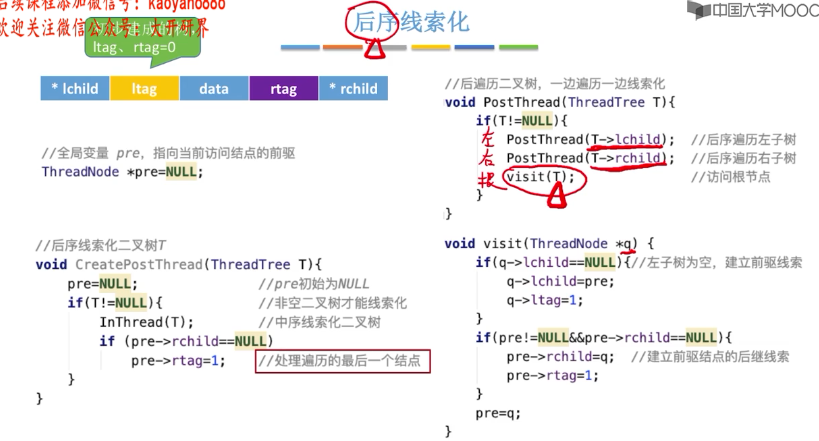 后续课程添加微信号：kaoyan6666
欢迎关注微信公众号：大开研界
ltag、rtag=0
后序线索化
中国大学MOOC
* lchild ltag data rtag * rchild
//全局变量 pre，指向当前访问结点的前驱
ThreadNode *pre=NULL;
//后序线索化二叉树T
void CreatePostThread(ThreadTree T){
pre=NULL; //pre初始为NULL
if(T!=NULL){ //非空二叉树才能线索化
InThread(T); //中序线索化二叉树
if (pre->rchild==NULL)
pre->rtag=1; //处理遍历的最后一个结点
}
}
//后遍历二叉树，一边遍历一边线索化
void PostThread(ThreadTree T){
if(T!=NULL){
左 PostThread(T->lchild); //后序遍历左子树
右 PostThread(T->rchild); //后序遍历右子树
根 visit(T); //访问根节点
}
}
void visit(ThreadNode *q) {
if(q->lchild==NULL){//左子树为空，建立前驱线索
q->lchild=pre;
q->ltag=1;
}
if(pre!=NULL&&pre->rchild==NULL){
pre->rchild=q; //建立前驱结点的后继线索
pre->rtag=1;
}
pre=q;
}